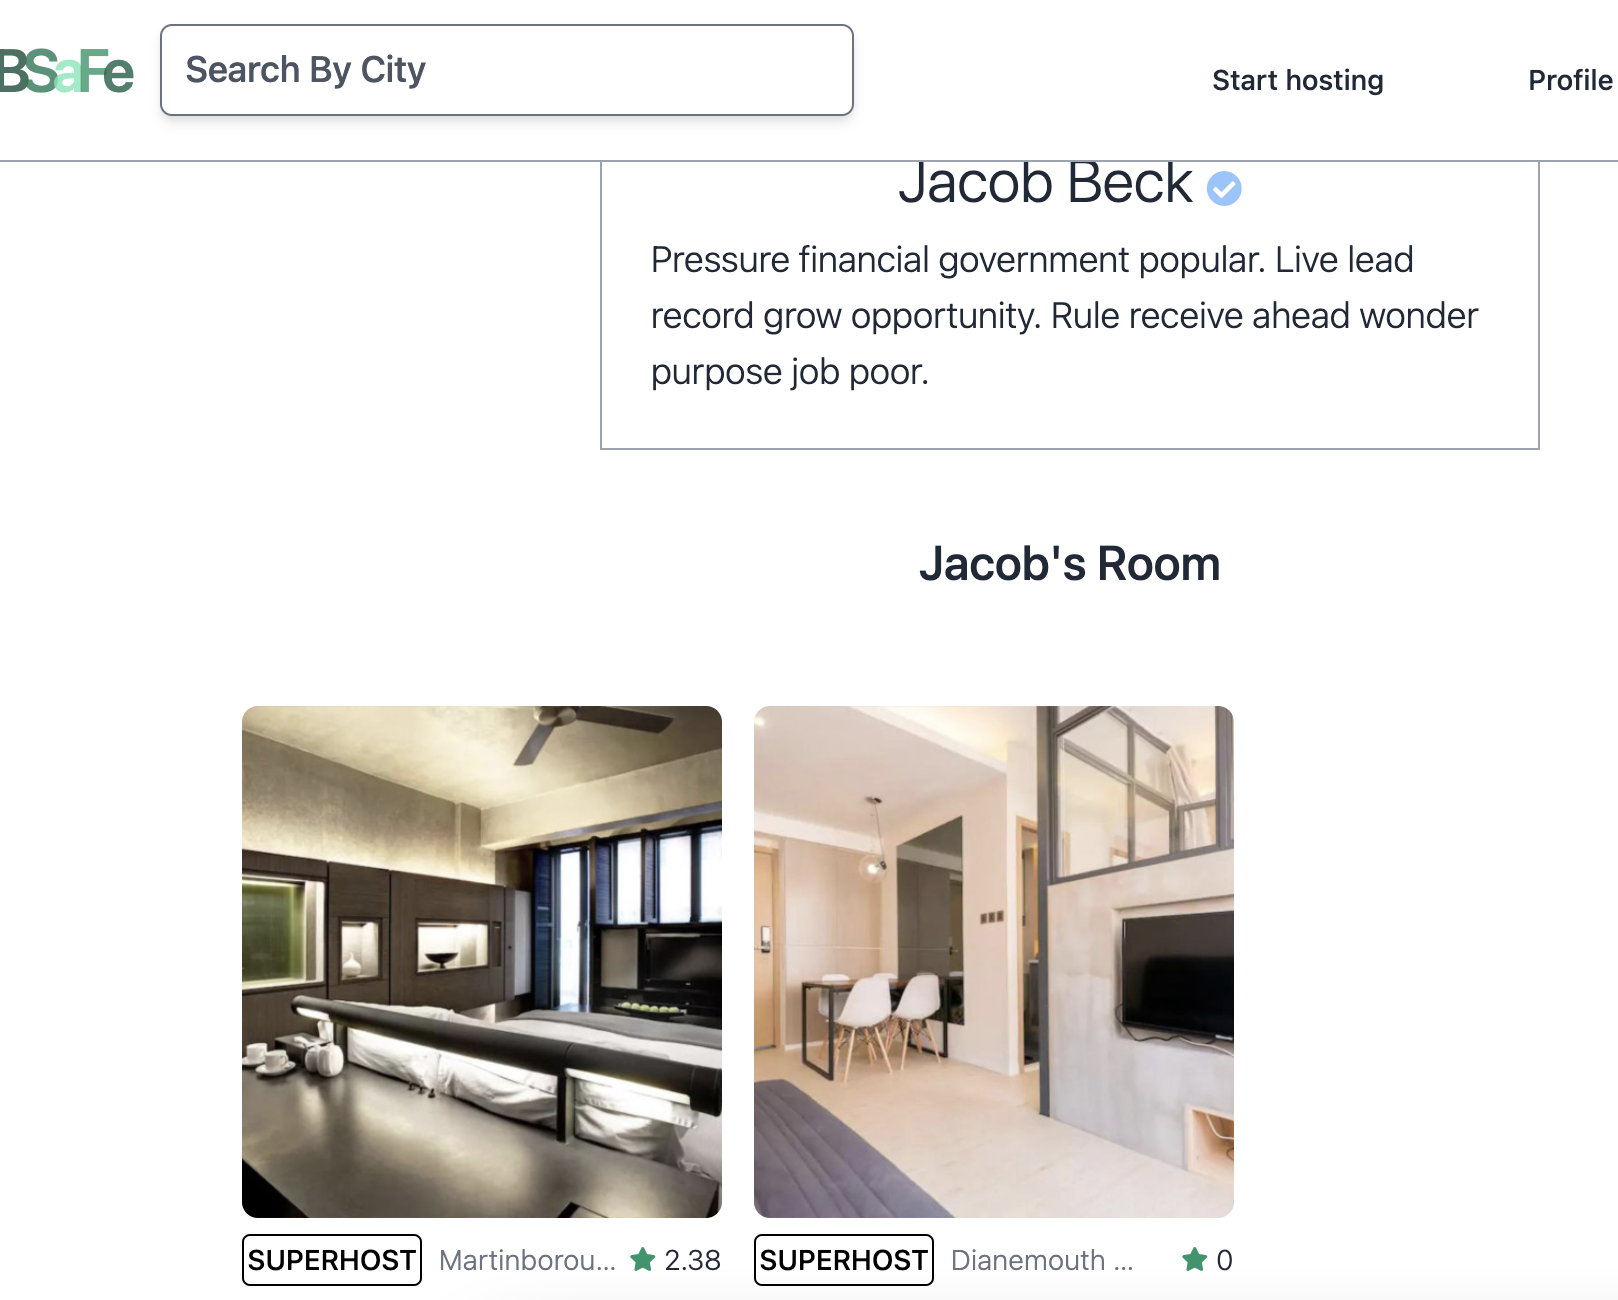 BSaFe
Search By City
Start hosting
Profile
Jacob Beck
Pressure financial government popular. Live lead
record grow opportunity. Rule receive ahead wonder
purpose job poor.
Jacob's Room
SUPERHOST Martinborou... 2.38
SUPERHOST Dianemouth ... 0